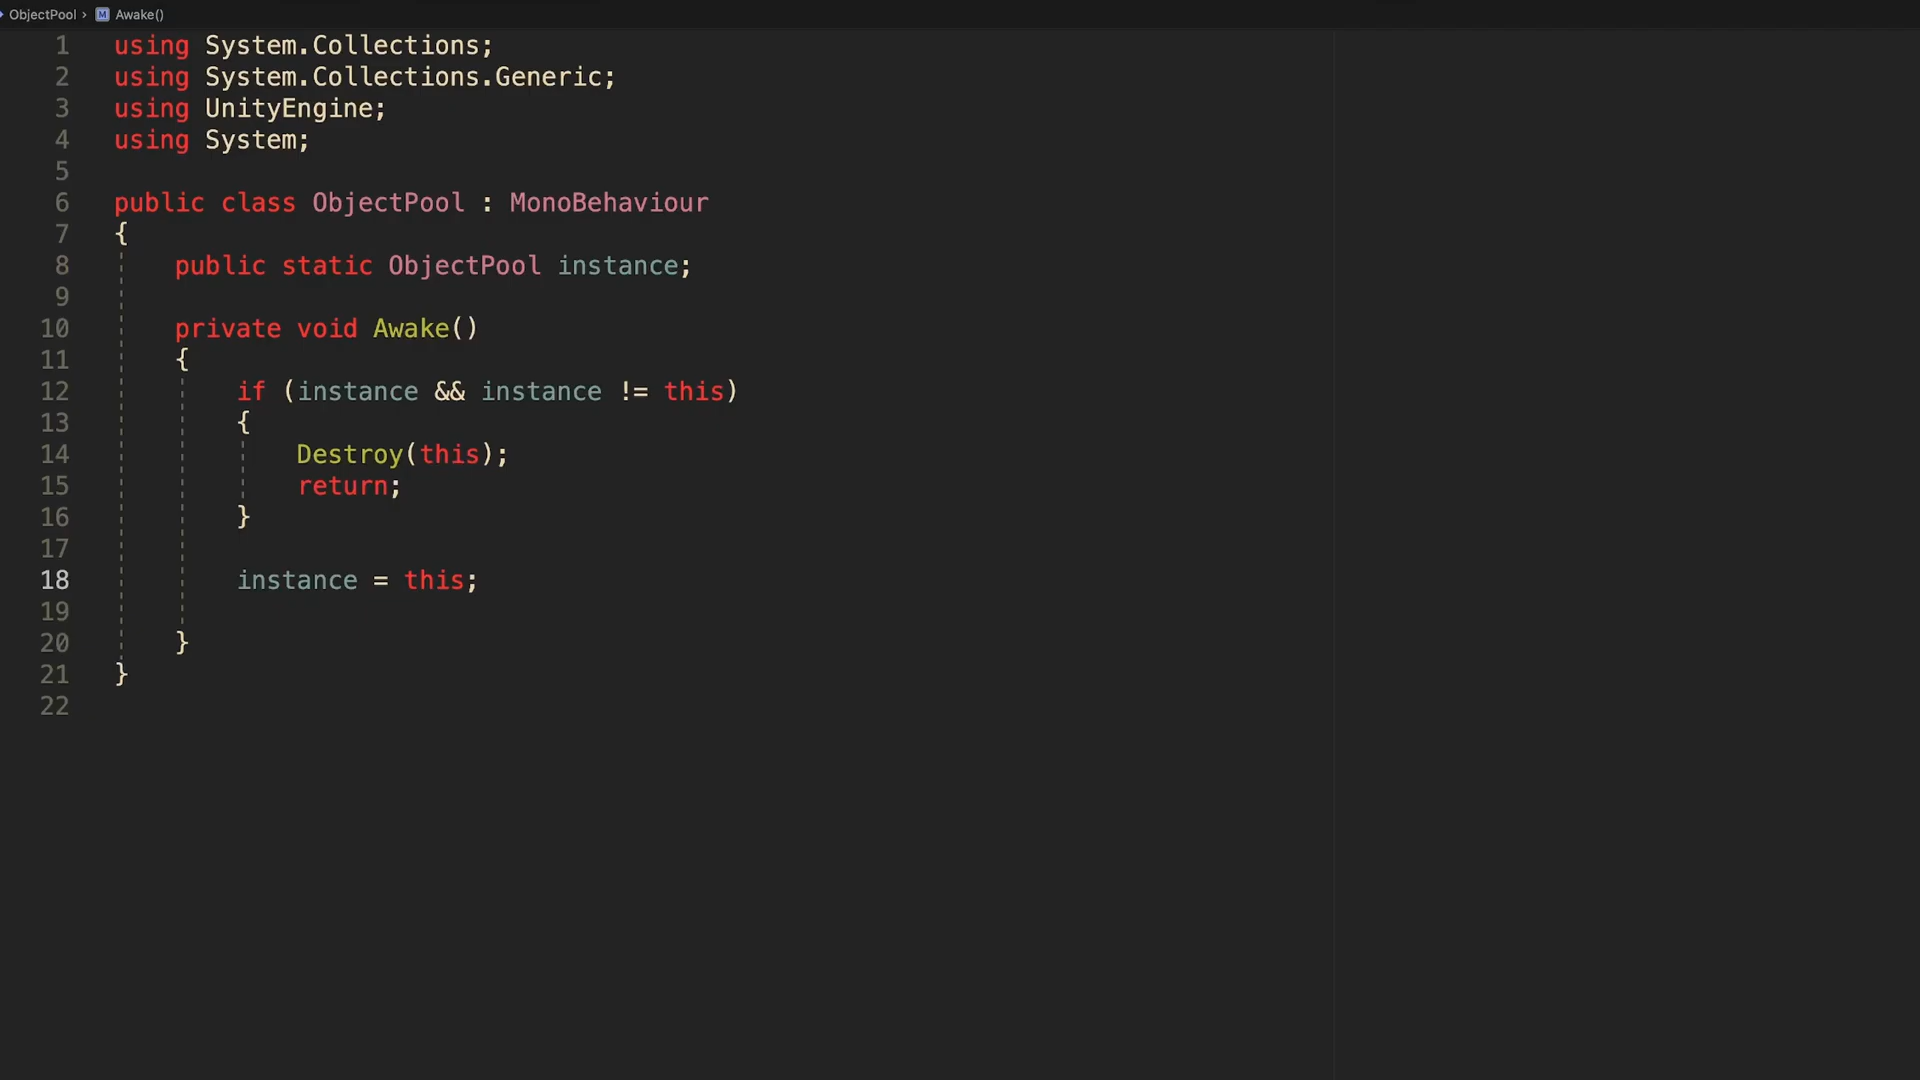 ObjectPool › M Awake()
1 using System.Collections;
2 using System.Collections.Generic;
3 using UnityEngine;
4 using System;
5
6 public class ObjectPool : MonoBehaviour
7 {
8     public static ObjectPool instance;
9
10     private void Awake()
11     {
12         if (instance && instance != this)
13         {
14             Destroy(this);
15             return;
16         }
17
18         instance = this;
19
20     }
21 }
22